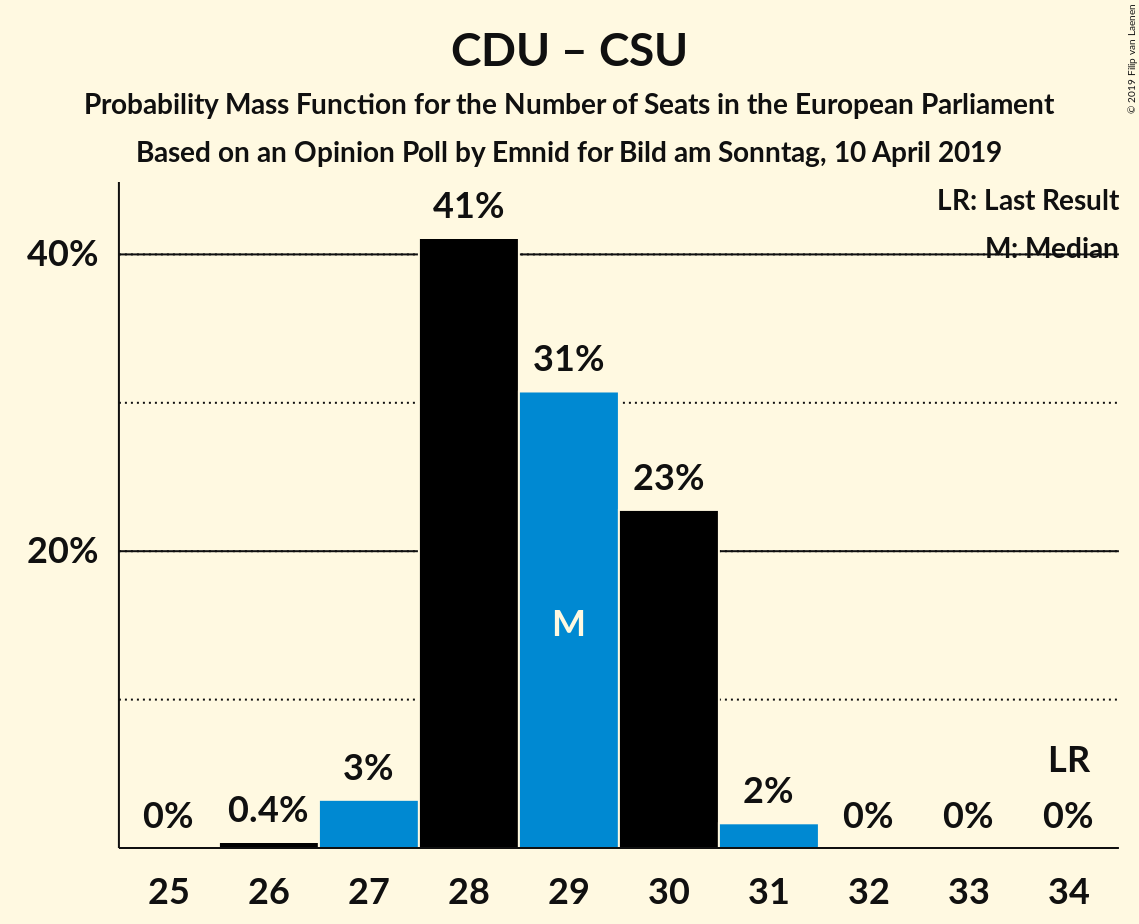 CDU – CSU
Probability Mass Function for the Number of Seats in the European Parliament
Based on an Opinion Poll by Emnid for Bild am Sonntag, 10 April 2019
© 2019 Filip van Laenen
LR: Last Result
M: Median
40%
20%
41%
31%
23%
M
3%
2%
LR
0%
0.4%
0%
0%
0%
25 26 27 28 29 30 31 32 33 34